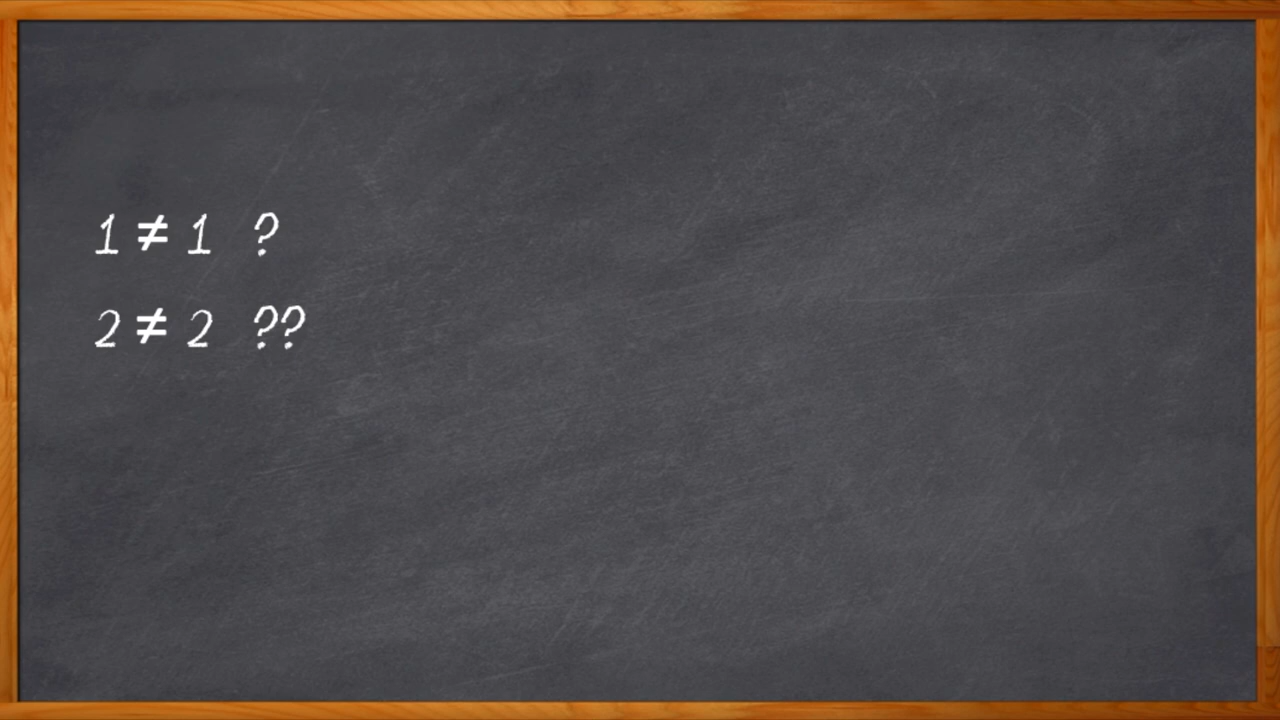 1 ≠ 1 ?
2 ≠ 2 ??